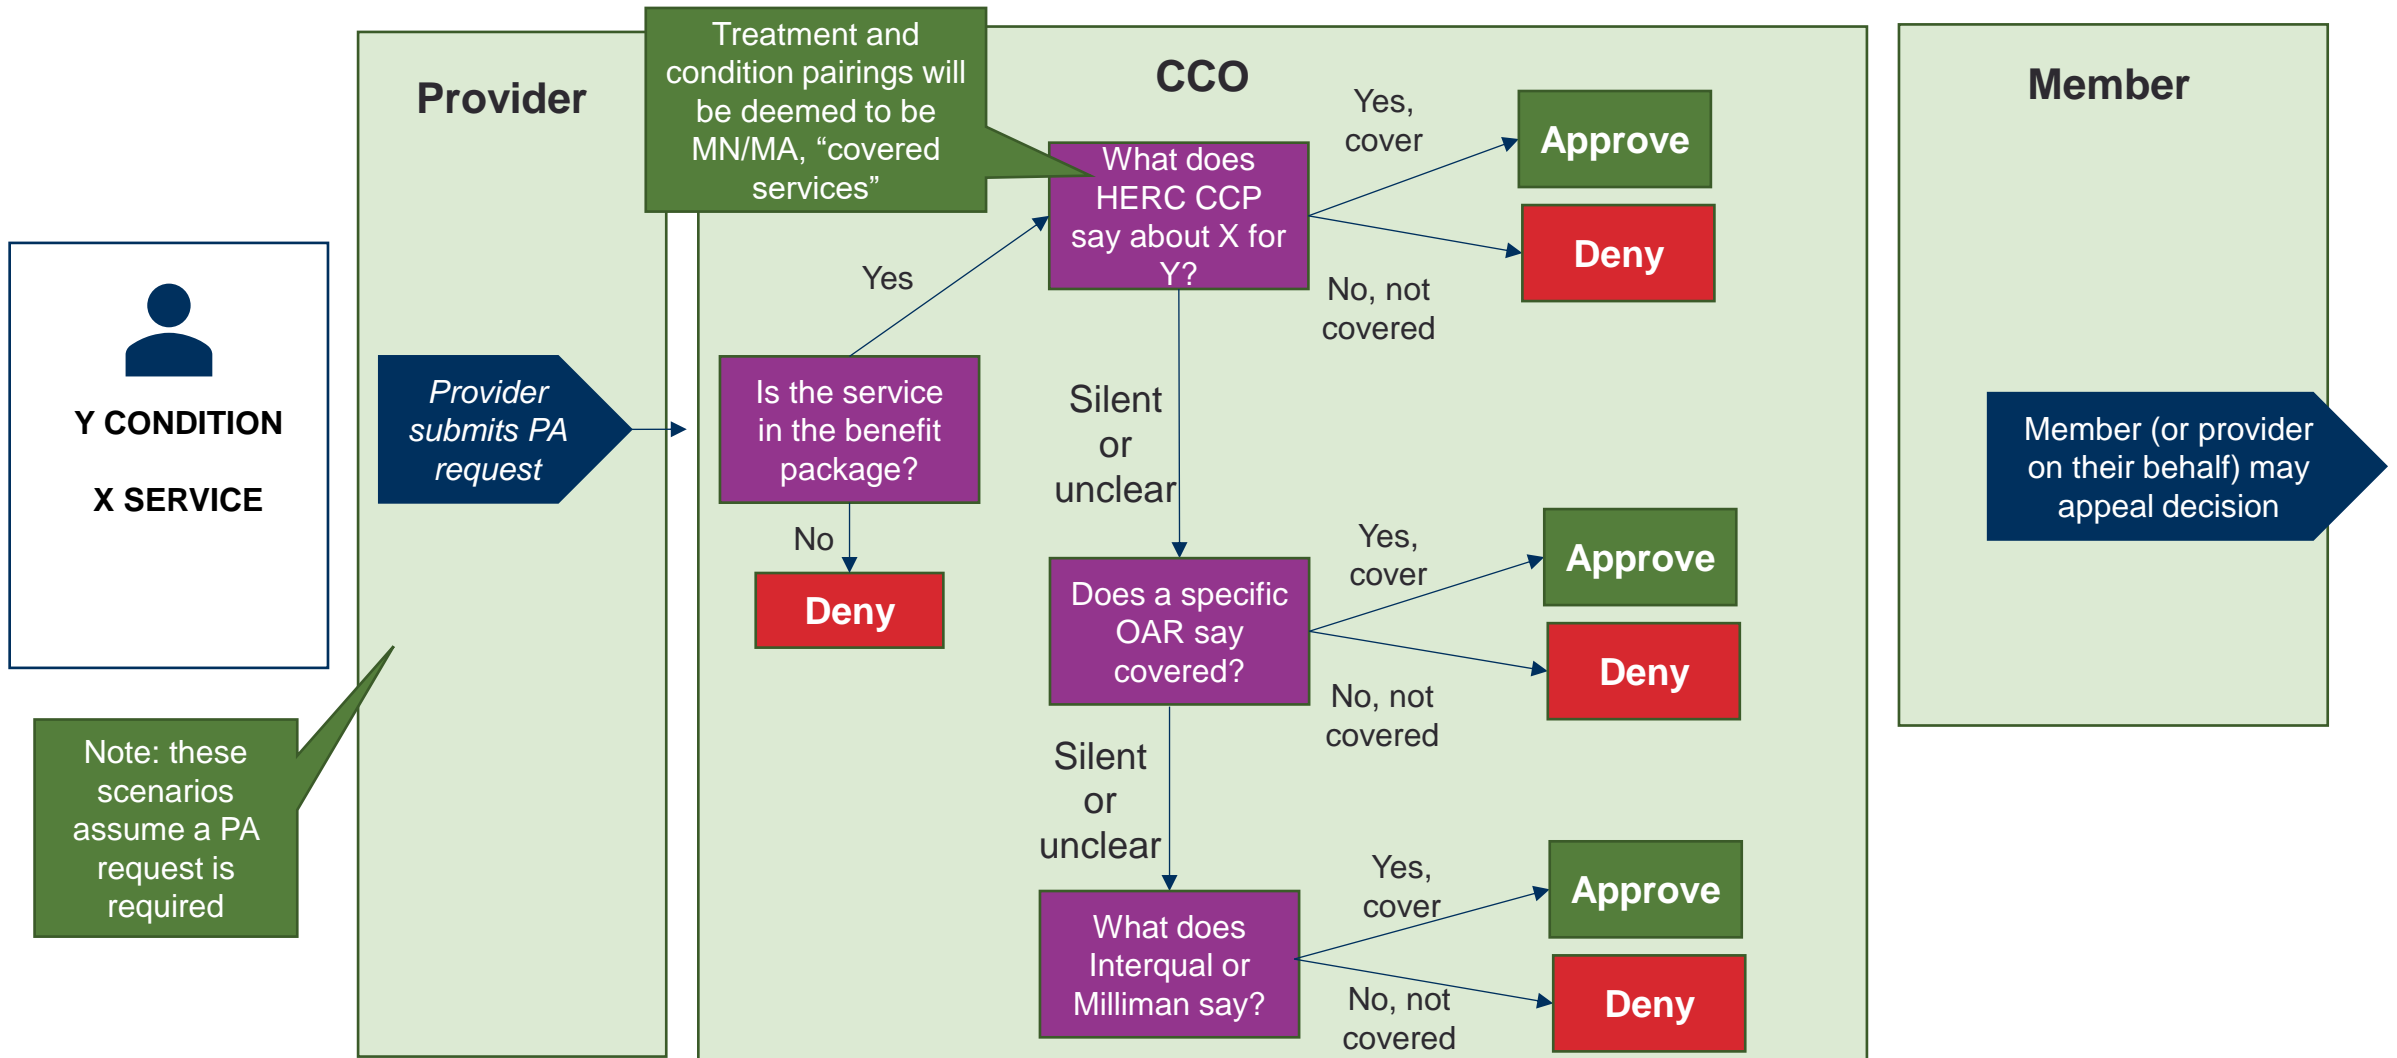 Y CONDITION
X SERVICE
Note: these
scenarios
assume a PA
request is
required
Provider
Provider
submits PA
request
Treatment and
condition pairings will
be deemed to be
MN/MA, “covered
services”
CCO
Is the service
in the benefit
package?
Yes
No
Deny
What does
HERC CCP
say about X for
Y?
Yes,
cover
Approve
No, not
covered
Deny
Silent
or
unclear
Does a specific
OAR say
covered?
Yes,
cover
Approve
No, not
covered
Deny
Silent
or
unclear
What does
Interqual or
Milliman say?
Yes,
cover
Approve
No, not
covered
Deny
Member
Member (or provider
on their behalf) may
appeal decision